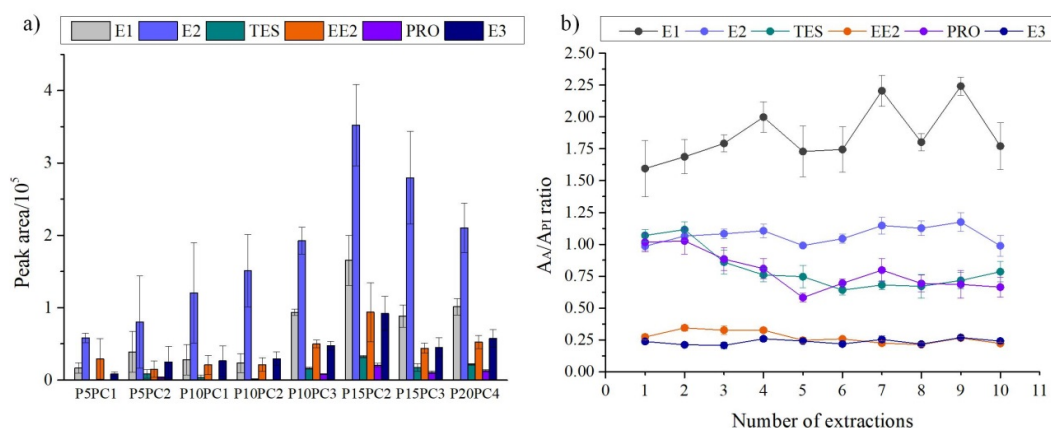 a)
E1 E2 TES EE2 PRO E3
Peak area/10^5
4
3
2
1
0
P5PC1 P5PC2 P10PC1 P10PC2 P10PC3 P15PC2 P15PC3 P20PC4
b)
E1 E2 TES EE2 PRO E3
AA/API ratio
2.50
2.25
2.00
1.75
1.50
1.25
1.00
0.75
0.50
0.25
0.00
1 2 3 4 5 6 7 8 9 10
Number of extractions